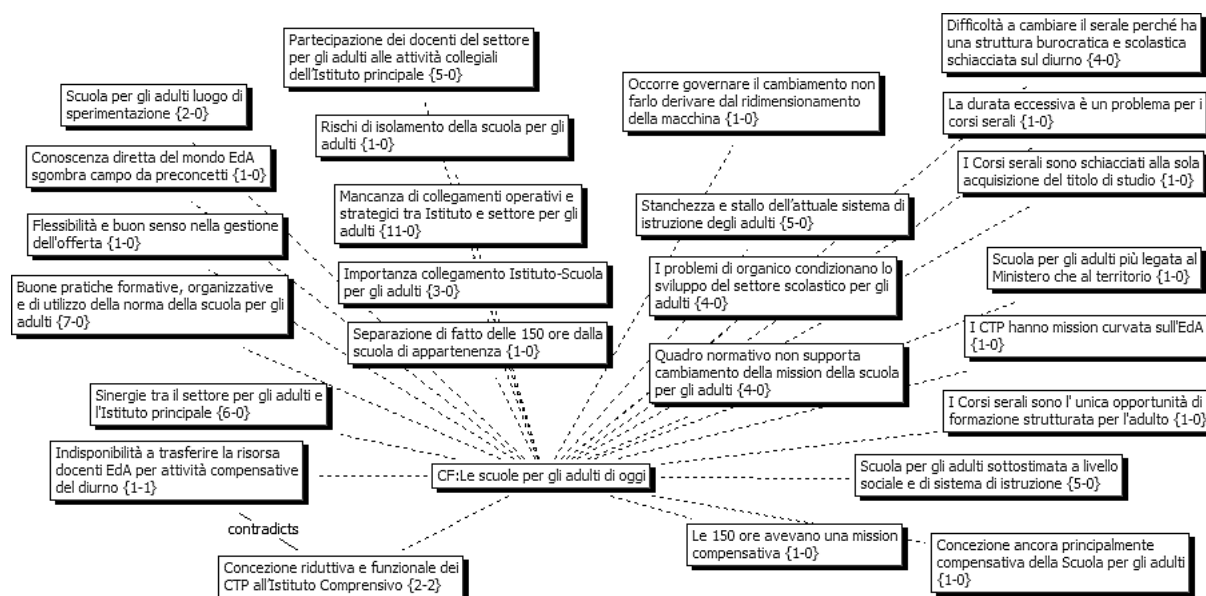 Partecipazione dei docenti del settore
per gli adulti alle attività collegiali
dell'Istituto principale {5-0}
Difficoltà a cambiare il serale perché ha
una struttura burocratica e scolastica
schiacciata sul diurno {4-0}
Scuola per gli adulti luogo di
sperimentazione {2-0}
Occorre governare il cambiamento non
farlo derivare dal ridimensionamento
della macchina {1-0}
La durata eccessiva è un problema per i
corsi serali {1-0}
Rischi di isolamento della scuola per gli
adulti {1-0}
Conoscenza diretta del mondo EdA
sgombra campo da preconcetti {1-0}
I Corsi serali sono schiacciati alla sola
acquisizione del titolo di studio {1-0}
Mancanza di collegamenti operativi e
strategici tra Istituto e settore per gli
adulti {11-0}
Stanchezza e stallo dell'attuale sistema di
istruzione degli adulti {5-0}
Flessibilità e buon senso nella gestione
dell'offerta {1-0}
Scuola per gli adulti più legata al
Ministero che al territorio {1-0}
Importanza collegamento Istituto-Scuola
per gli adulti {3-0}
I problemi di organico condizionano lo
sviluppo del settore scolastico per gli
adulti {4-0}
Buone pratiche formative, organizzative
e di utilizzo della norma della scuola per gli
adulti {7-0}
I CTP hanno mission curvata sull'EdA
{1-0}
Separazione di fatto delle 150 ore dalla
scuola di appartenenza {1-0}
Quadro normativo non supporta
cambiamento della mission della scuola
per gli adulti {4-0}
Sinergie tra il settore per gli adulti e
l'Istituto principale {6-0}
I Corsi serali sono l' unica opportunità di
formazione strutturata per l'adulto {1-0}
Indisponibilità a trasferire la risorsa
docenti EdA per attività compensative
del diurno {1-1}
CF:Le scuole per gli adulti di oggi
Scuola per gli adulti sottostimata a livello
sociale e di sistema di istruzione {5-0}
contradicts
Le 150 ore avevano una mission
compensativa {1-0}
Concezione ancora principalmente
compensativa della Scuola per gli adulti
{1-0}
Concezione riduttiva e funzionale dei
CTP all'Istituto Comprensivo {2-2}